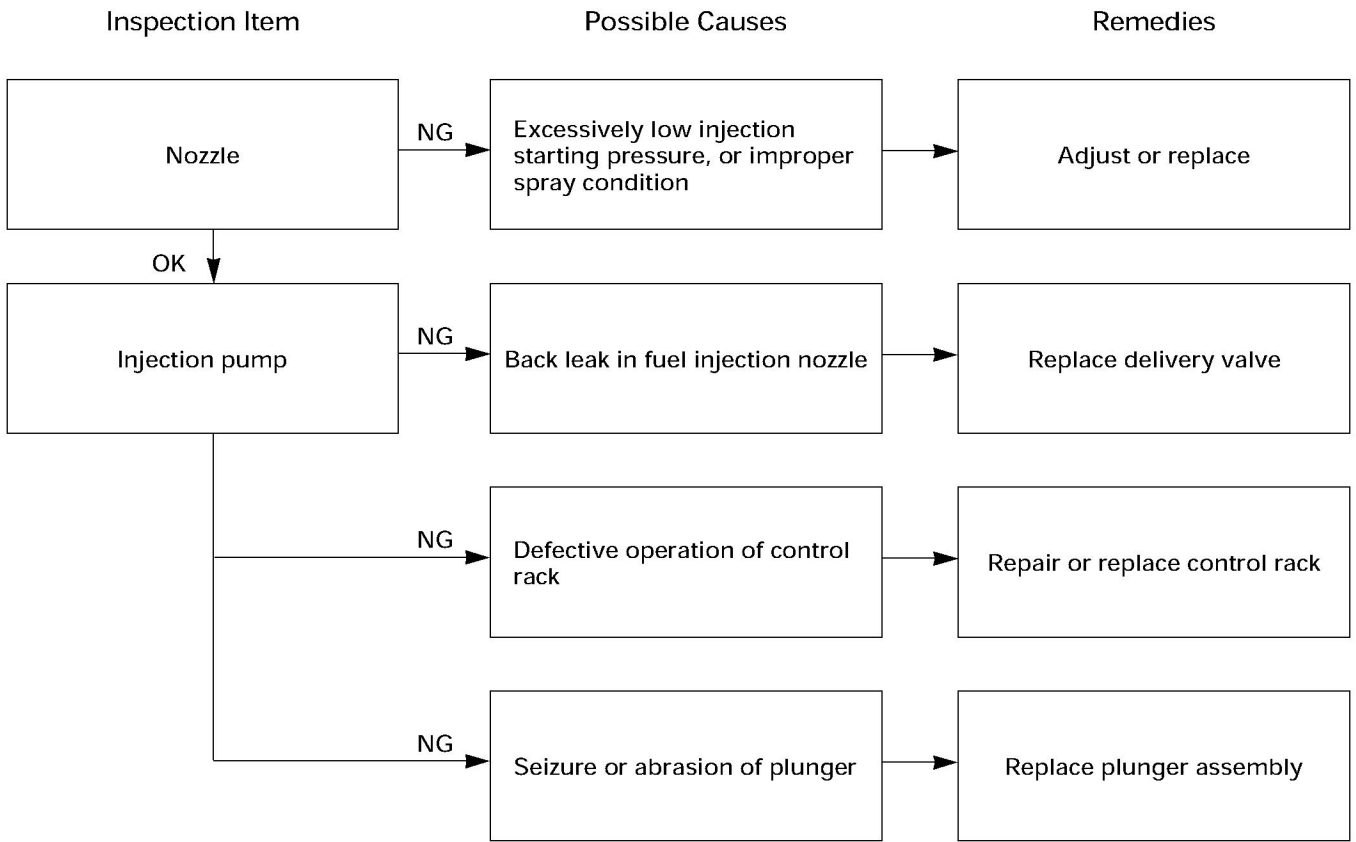 Inspection Item
Possible Causes
Remedies
Nozzle
NG
Excessively low injection
starting pressure, or improper
spray condition
Adjust or replace
OK
Injection pump
NG
Back leak in fuel injection nozzle
Replace delivery valve
NG
Defective operation of control
rack
Repair or replace control rack
NG
Seizure or abrasion of plunger
Replace plunger assembly